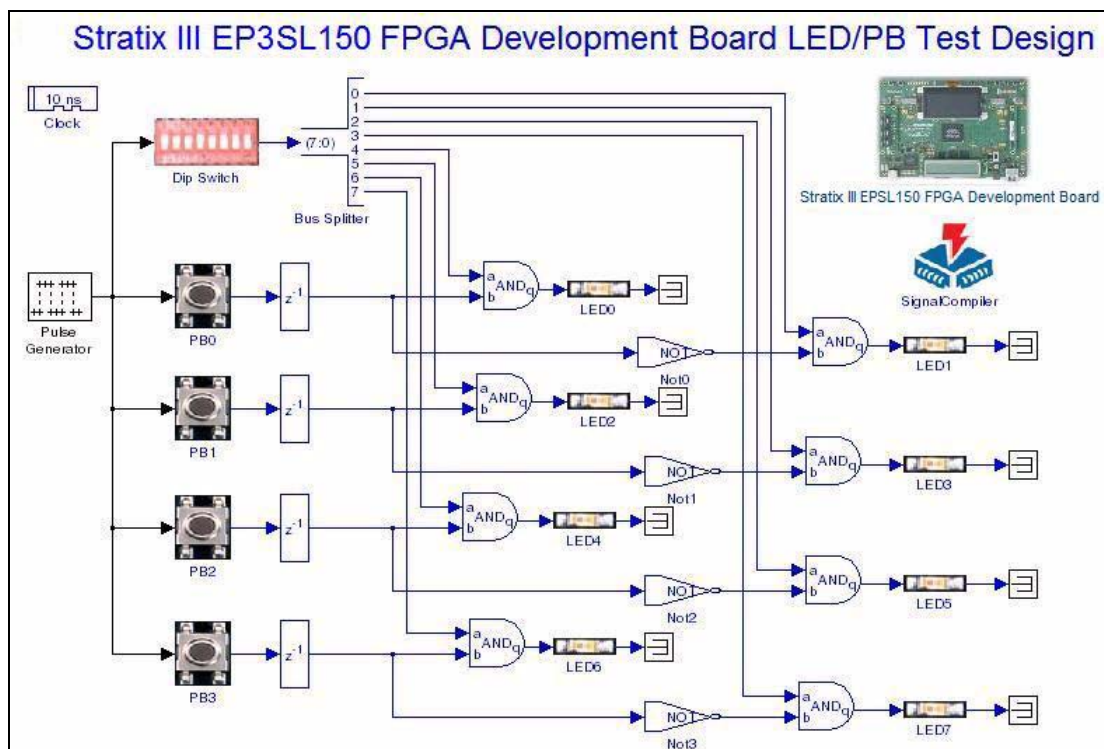 Stratix III EP3SL150 FPGA Development Board LED/PB Test Design
10 ns
Clock
Dip Switch
(7:0)
0
1
2
3
4
5
6
7
Bus Splitter
Stratix III EPSL150 FPGA Development Board
SignalCompiler
Pulse
Generator
PB0
z-1
a
b
AND q
LED0
NOT
Not0
a
b
AND q
LED1
PB1
z-1
a
b
AND q
LED2
NOT
Not1
a
b
AND q
LED3
PB2
z-1
a
b
AND q
LED4
NOT
Not2
a
b
AND q
LED5
PB3
z-1
a
b
AND q
LED6
NOT
Not3
a
b
AND q
LED7